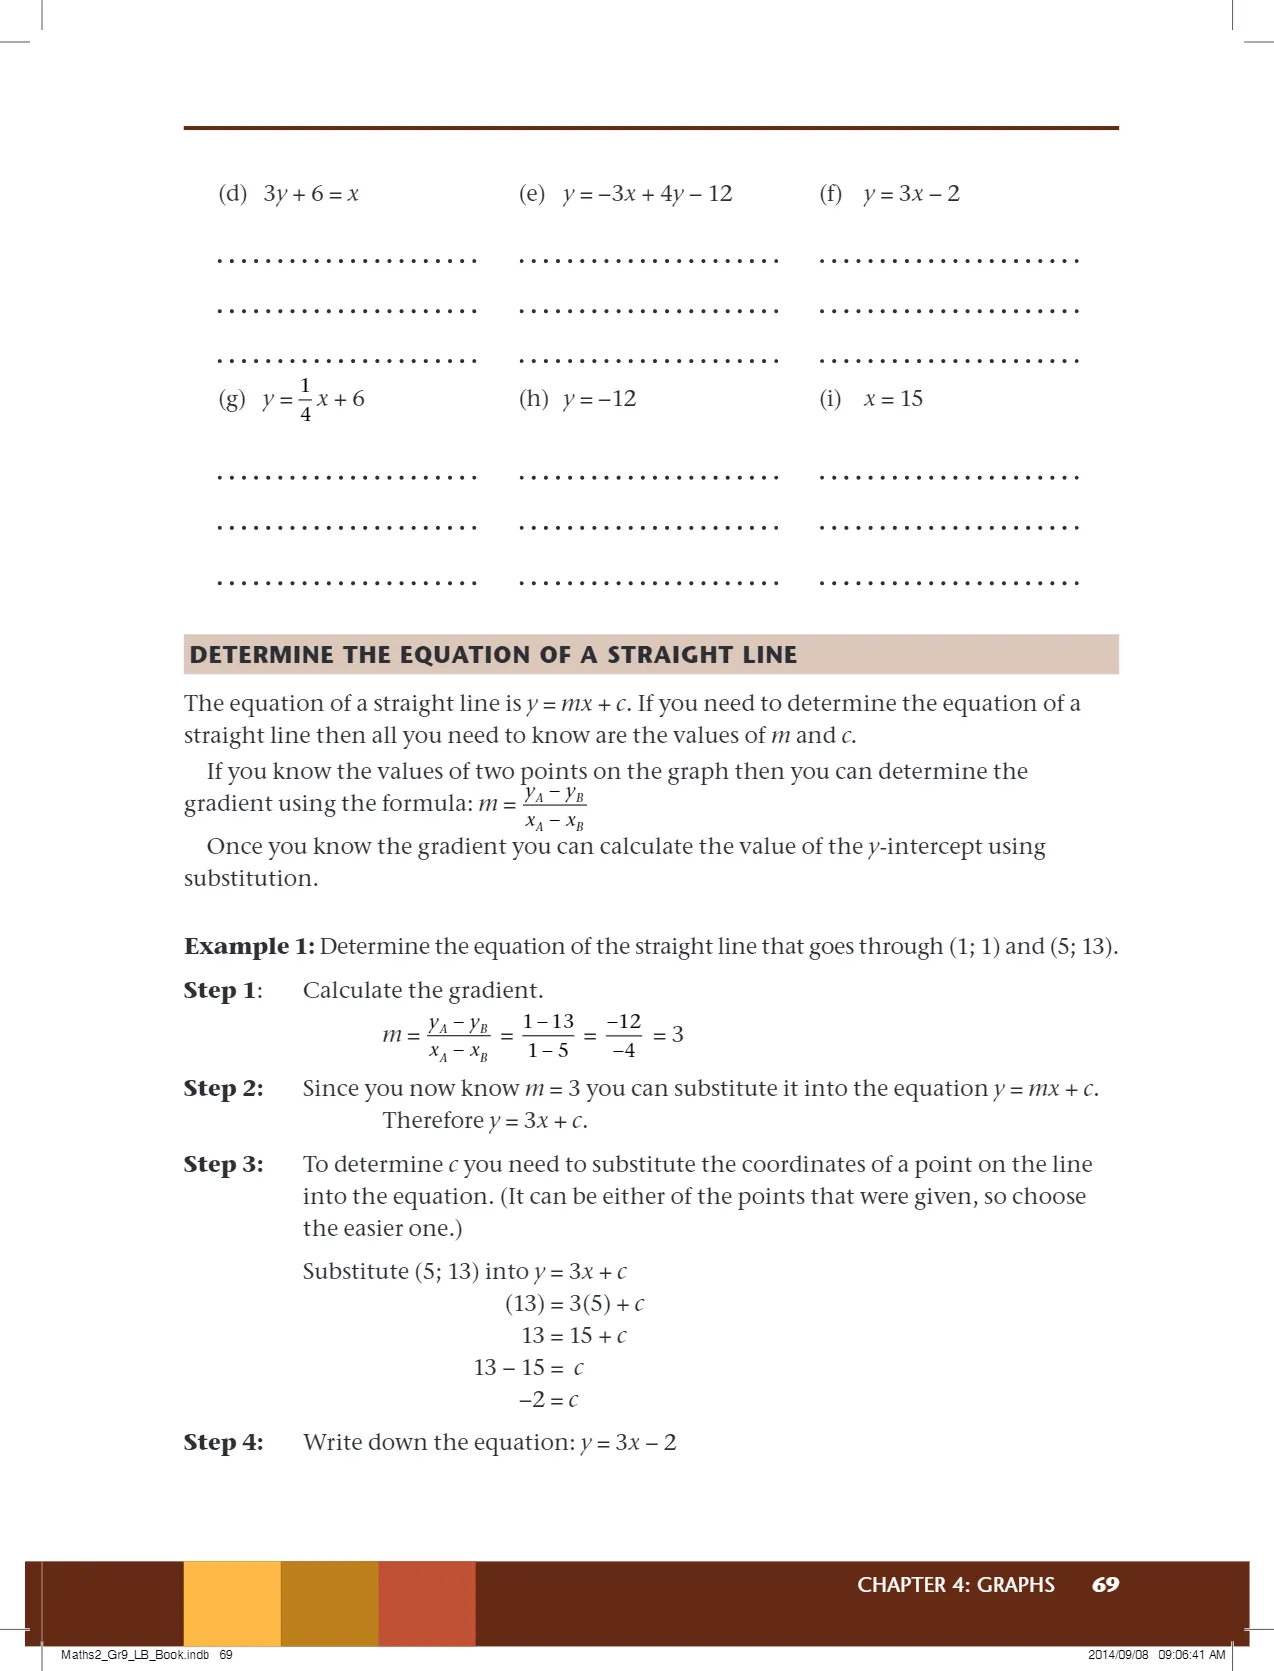 (d) 3y + 6 = x (e) y = –3x + 4y – 12 (f) y = 3x – 2
(g) y = 1/4 x + 6 (h) y = –12 (i) x = 15
DETERMINE THE EQUATION OF A STRAIGHT LINE
The equation of a straight line is y = mx + c. If you need to determine the equation of a
straight line then all you need to know are the values of m and c.
If you know the values of two points on the graph then you can determine the
gradient using the formula: m = (y_A – y_B)/(x_A – x_B)
Once you know the gradient you can calculate the value of the y-intercept using
substitution.
Example 1: Determine the equation of the straight line that goes through (1; 1) and (5; 13).
Step 1: Calculate the gradient.
m = (y_A – y_B)/(x_A – x_B) = (1 – 13)/(1 – 5) = –12/–4 = 3
Step 2: Since you now know m = 3 you can substitute it into the equation y = mx + c.
Therefore y = 3x + c.
Step 3: To determine c you need to substitute the coordinates of a point on the line
into the equation. (It can be either of the points that were given, so choose
the easier one.)
Substitute (5; 13) into y = 3x + c
(13) = 3(5) + c
13 = 15 + c
13 – 15 = c
–2 = c
Step 4: Write down the equation: y = 3x – 2
CHAPTER 4: GRAPHS 69
Maths2_Gr9_LB_Book.indb 69 2014/09/08 09:06:41 AM